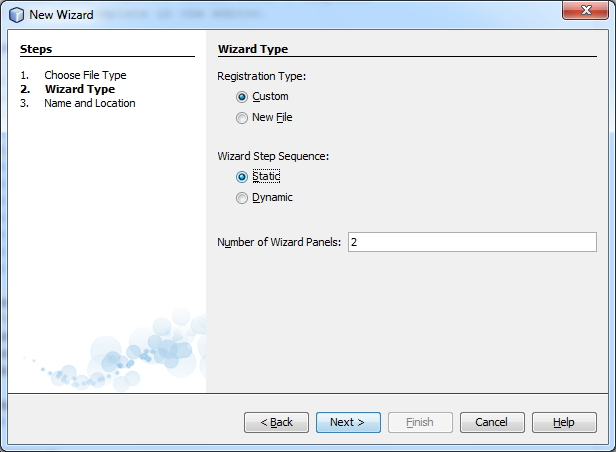 New Wizard
Steps
1. Choose File Type
2. Wizard Type
3. Name and Location
Wizard Type
Registration Type:
Custom
New File
Wizard Step Sequence:
Static
Dynamic
Number of Wizard Panels: 2
< Back Next > Finish Cancel Help